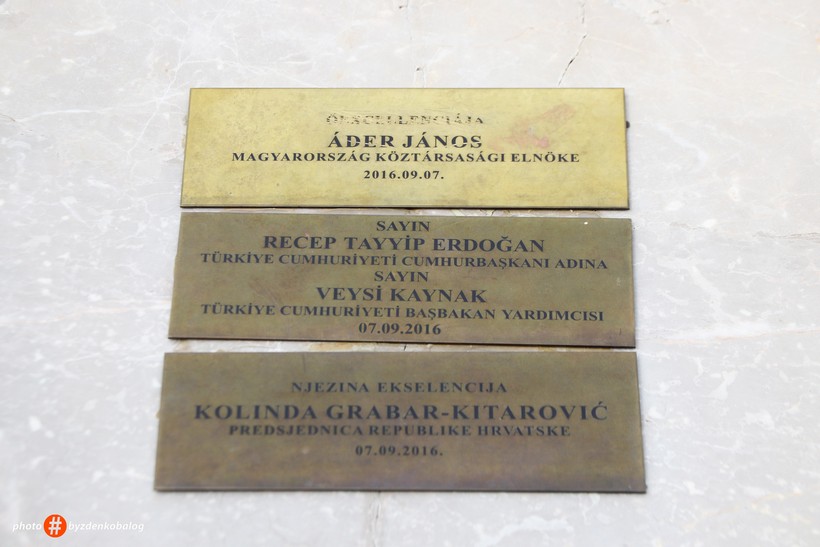 ŐEXCELLENCIÁJA
ÁDER JÁNOS
MAGYARORSZÁG KÖZTÁRSASÁGI ELNÖKE
2016.09.07.
SAYIN
RECEP TAYYİP ERDOĞAN
TÜRKİYE CUMHURİYETİ CUMHURBAŞKANI ADINA
SAYIN
VEYSİ KAYNAK
TÜRKİYE CUMHURİYETİ BAŞBAKAN YARDIMCISI
07.09.2016
NJEZINA EKSELENCIJA
KOLINDA GRABAR-KITAROVIĆ
PREDSJEDNICA REPUBLIKE HRVATSKE
07.09.2016.
photo # byzdenkobalog